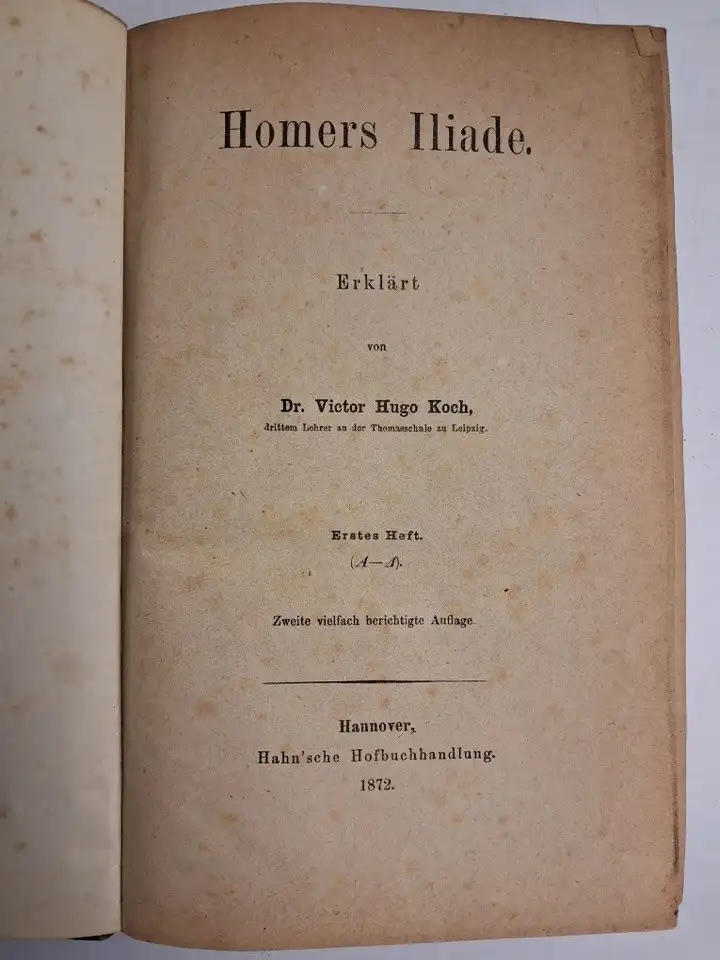 Homers Iliade.
Erklärt
von
Dr. Victor Hugo Koch,
drittem Lehrer an der Thomasschule zu Leipzig.
Erstes Heft.
(Α—Δ).
Zweite vielfach berichtigte Auflage.
Hannover,
Hahn'sche Hofbuchhandlung.
1872.